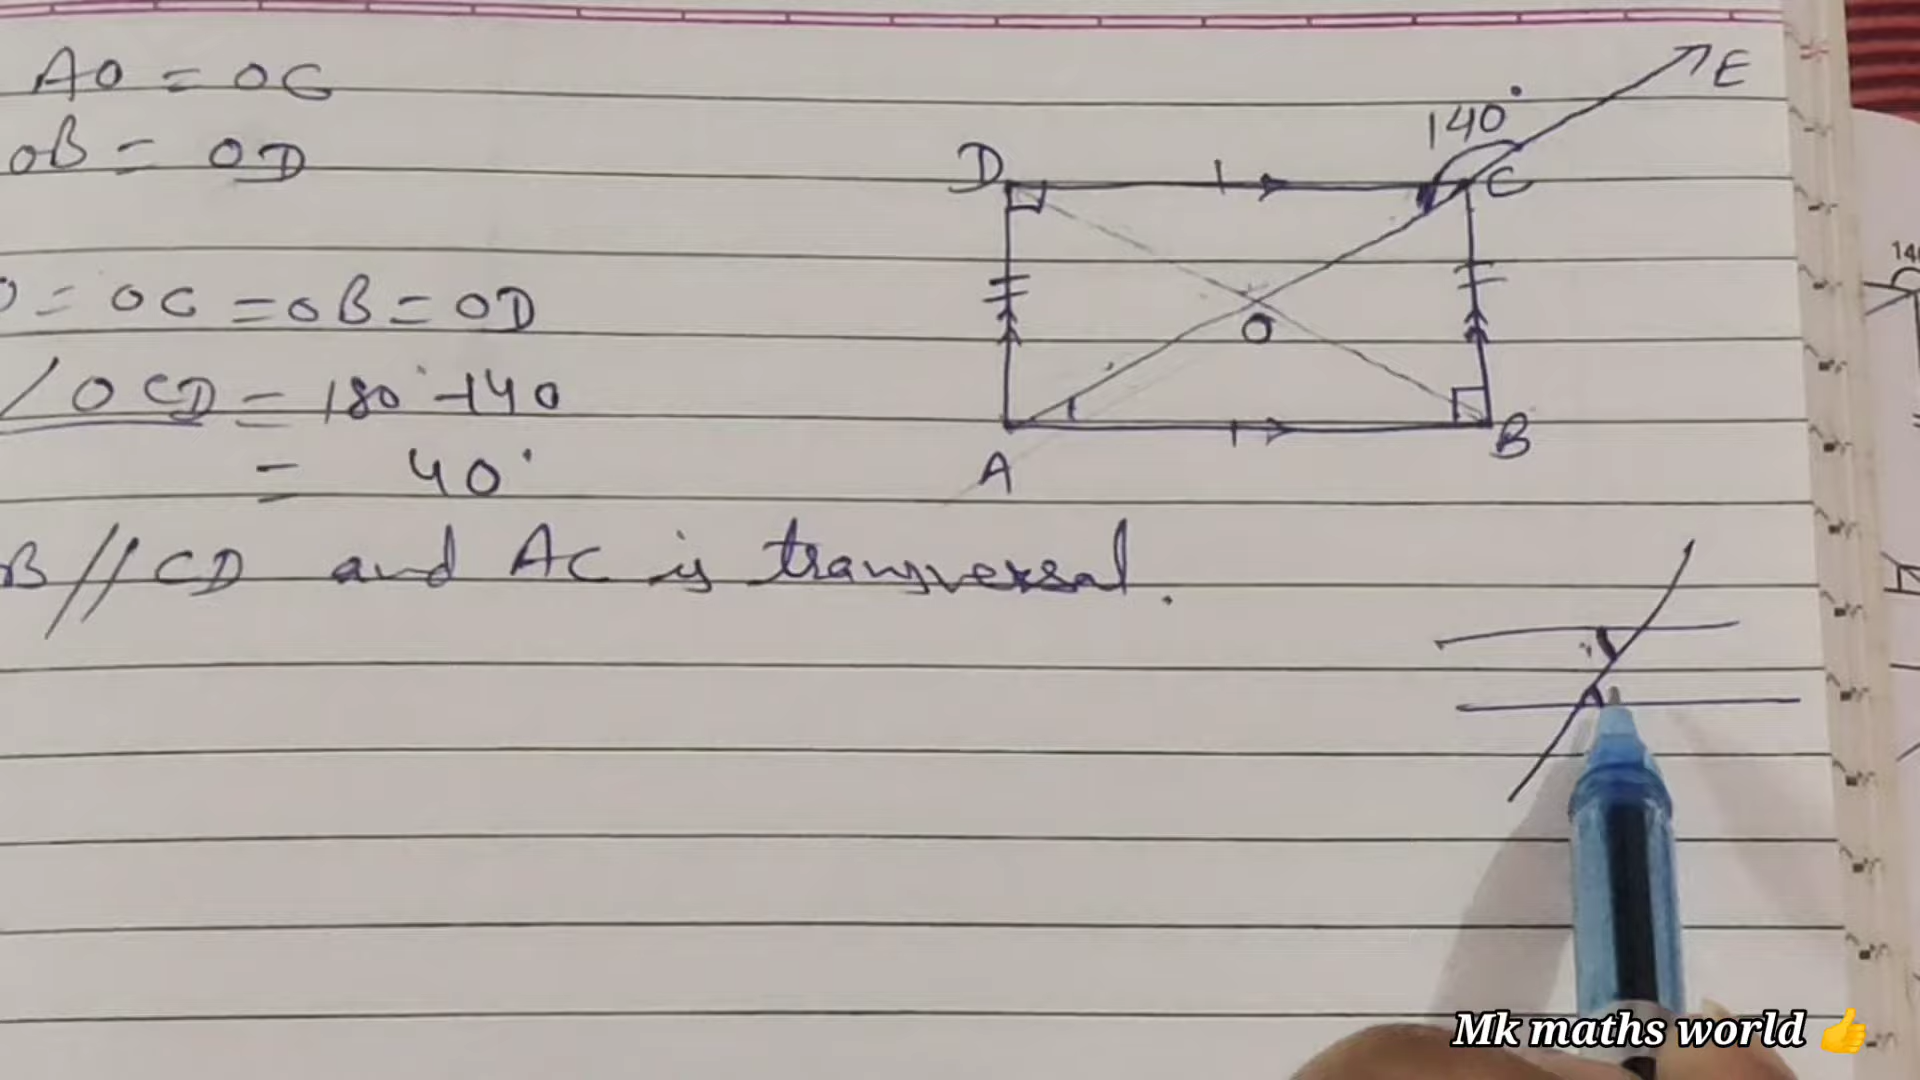 AO = OC
OB = OD
O = OC = OB = OD
∠OCD = 180° - 140
= 40°
B // CD and AC is transversal.
E
140°
D
C
O
B
A
140
Mk maths world 👍